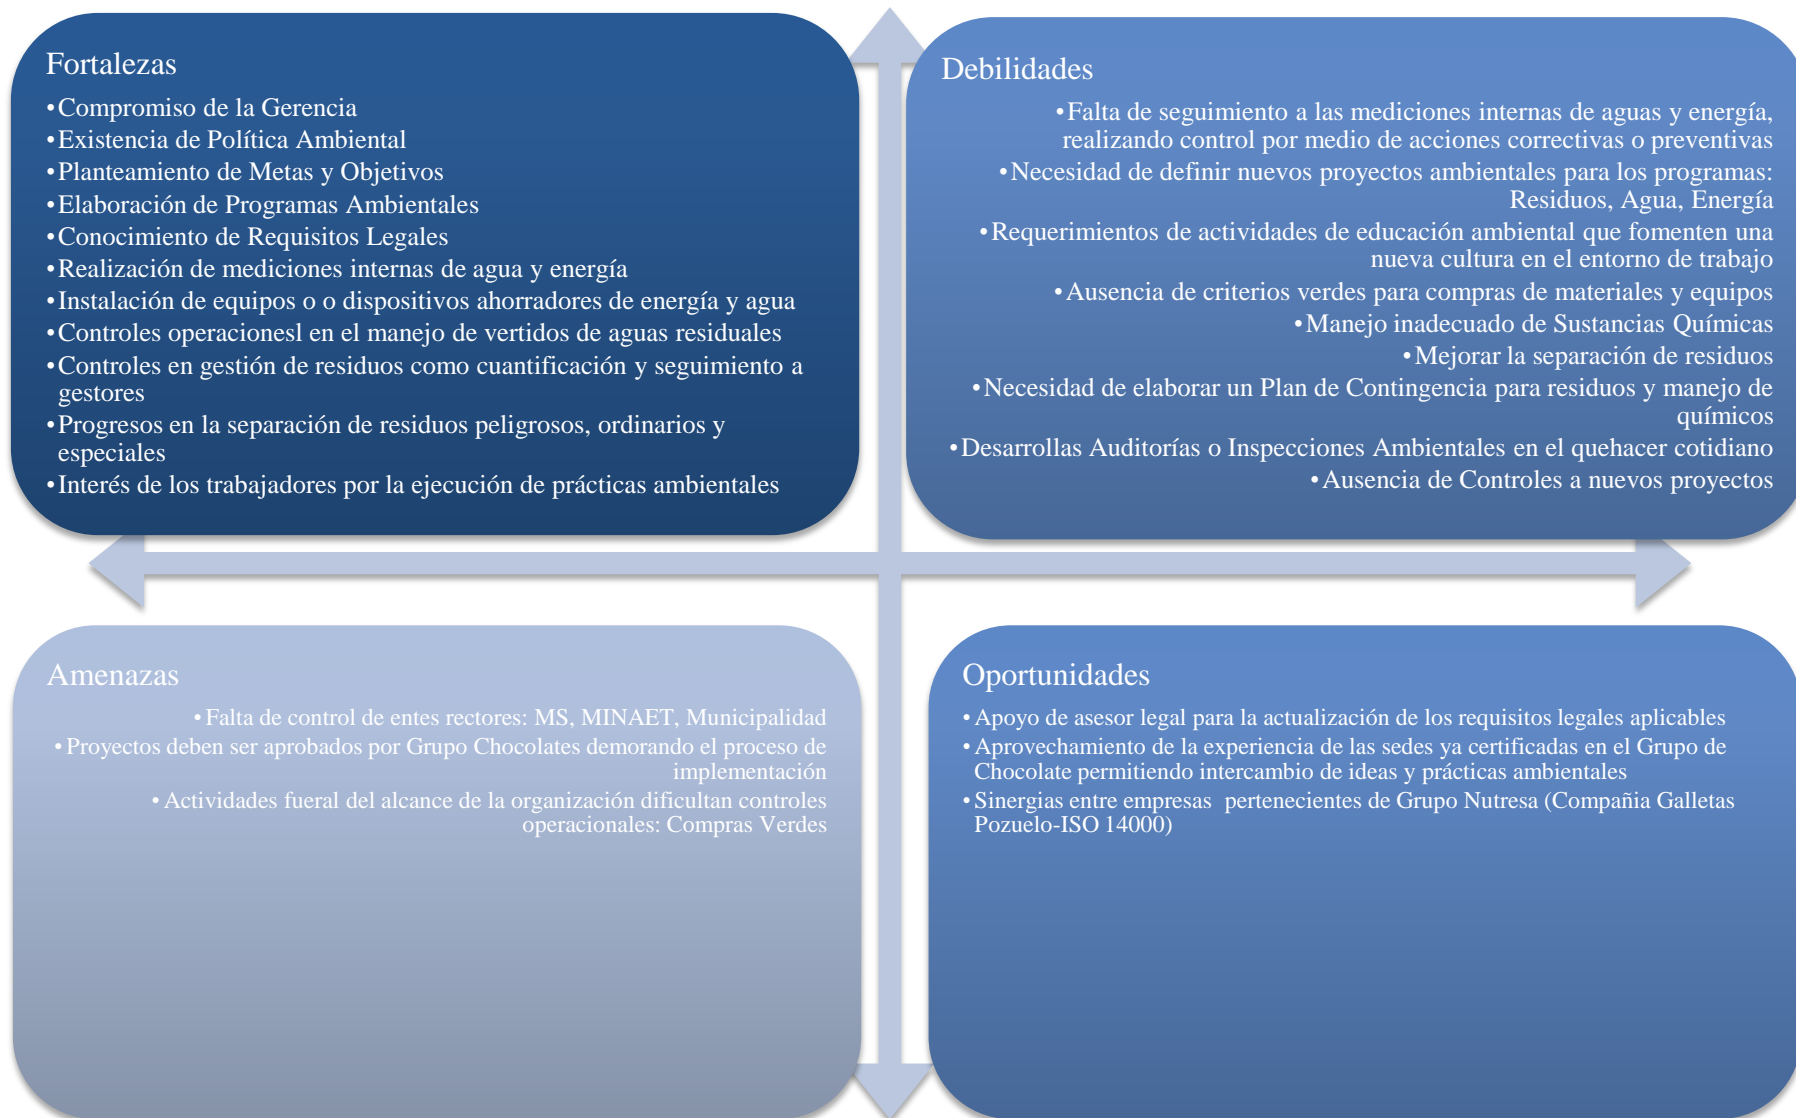 Fortalezas
•Compromiso de la Gerencia
•Existencia de Política Ambiental
•Planteamiento de Metas y Objetivos
•Elaboración de Programas Ambientales
•Conocimiento de Requisitos Legales
•Realización de mediciones internas de agua y energía
•Instalación de equipos o o dispositivos ahorradores de energía y agua
•Controles operacionesl en el manejo de vertidos de aguas residuales
•Controles en gestión de residuos como cuantificación y seguimiento a
gestores
•Progresos en la separación de residuos peligrosos, ordinarios y
especiales
•Interés de los trabajadores por la ejecución de prácticas ambientales
Debilidades
•Falta de seguimiento a las mediciones internas de aguas y energía,
realizando control por medio de acciones correctivas o preventivas
•Necesidad de definir nuevos proyectos ambientales para los programas:
Residuos, Agua, Energía
•Requerimientos de actividades de educación ambiental que fomenten una
nueva cultura en el entorno de trabajo
•Ausencia de criterios verdes para compras de materiales y equipos
•Manejo inadecuado de Sustancias Químicas
•Mejorar la separación de residuos
•Necesidad de elaborar un Plan de Contingencia para residuos y manejo de
químicos
•Desarrollas Auditorías o Inspecciones Ambientales en el quehacer cotidiano
•Ausencia de Controles a nuevos proyectos
Amenazas
•Falta de control de entes rectores: MS, MINAET, Municipalidad
•Proyectos deben ser aprobados por Grupo Chocolates demorando el proceso de
implementación
•Actividades fueral del alcance de la organización dificultan controles
operacionales: Compras Verdes
Oportunidades
•Apoyo de asesor legal para la actualización de los requisitos legales aplicables
•Aprovechamiento de la experiencia de las sedes ya certificadas en el Grupo de
Chocolate permitiendo intercambio de ideas y prácticas ambientales
•Sinergias entre empresas pertenecientes de Grupo Nutresa (Compañia Galletas
Pozuelo-ISO 14000)